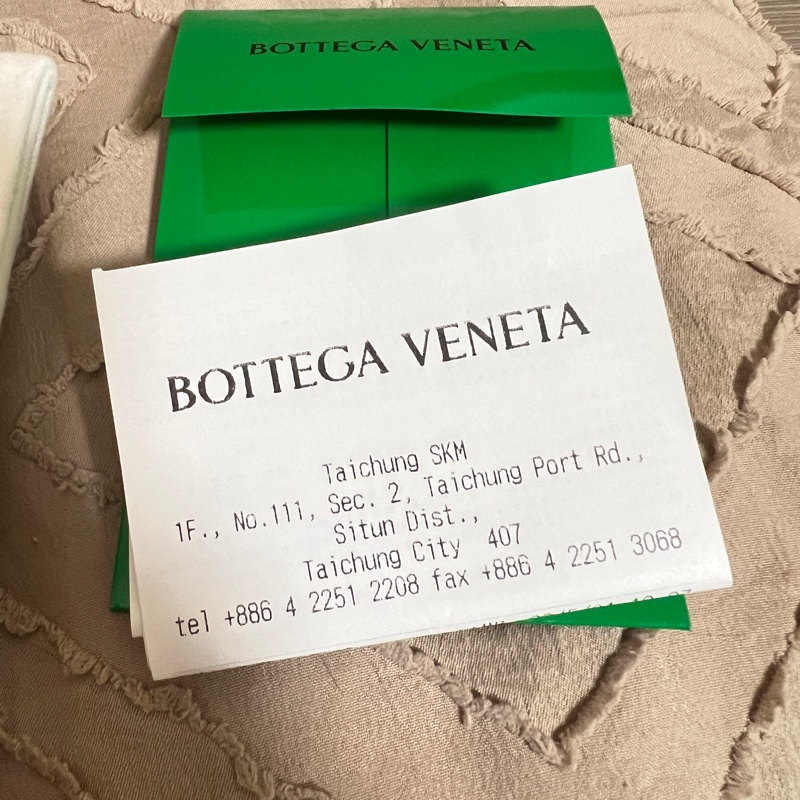 BOTTEGA VENETA
BOTTEGA VENETA
Taichung SKM
1F., No.111, Sec. 2, Taichung Port Rd.,
Situn Dist.,
Taichung City 407
tel +886 4 2251 2208 fax +886 4 2251 3068